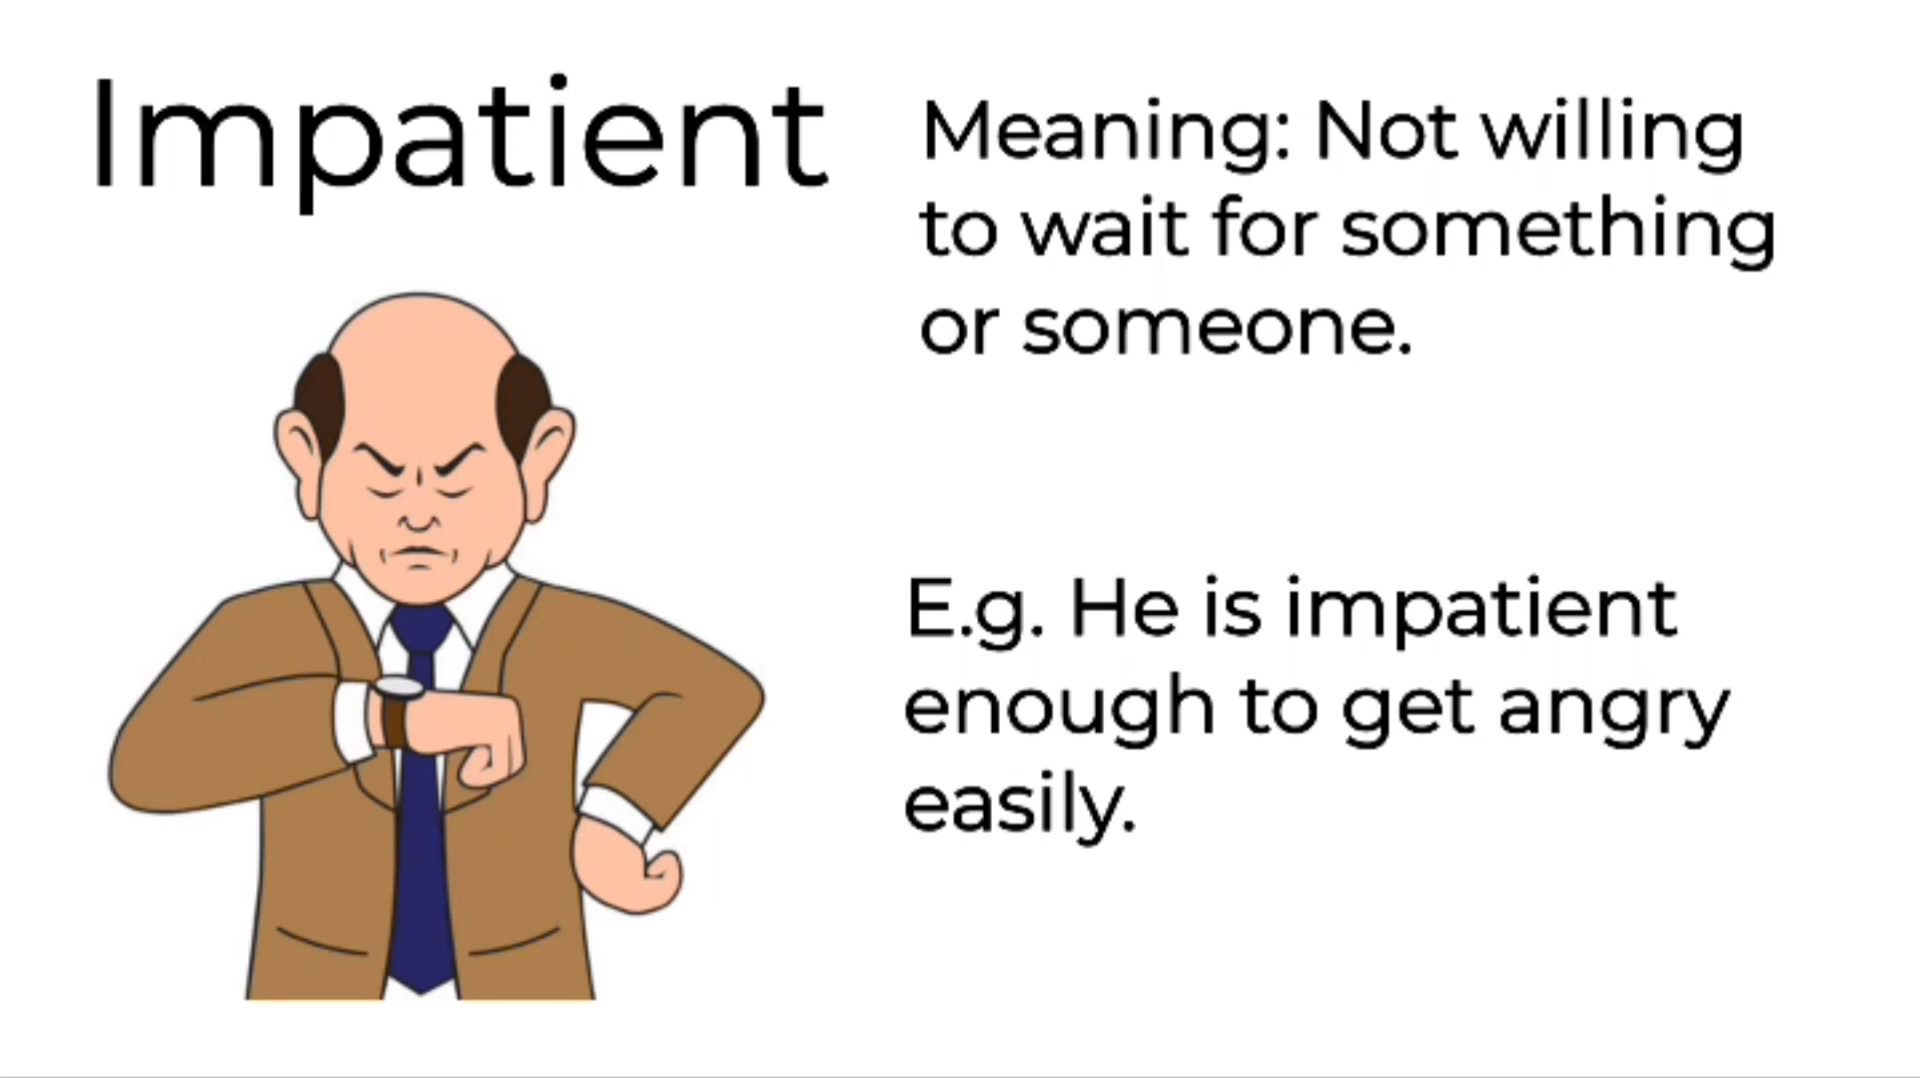 Impatient
Meaning: Not willing
to wait for something
or someone.
E.g. He is impatient
enough to get angry
easily.